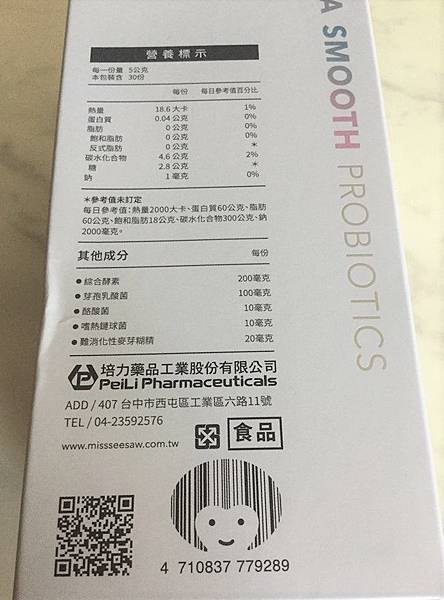 A SMOOTH PROBIOTICS
營養標示
每一份量 5公克
本包裝含 30份
每份 每日參考值百分比
熱量 18.6 大卡 1%
蛋白質 0.04 公克 0%
脂肪 0 公克 0%
飽和脂肪 0 公克 0%
反式脂肪 0 公克 *
碳水化合物 4.6 公克 2%
糖 2.8 公克 *
鈉 1 毫克 0%
*參考值未訂定
每日參考值:熱量2000大卡、蛋白質60公克、脂肪
60公克、飽和脂肪18公克、碳水化合物300公克、鈉
2000毫克。
其他成分 每份
●綜合酵素 200毫克
●芽孢乳酸菌 100毫克
●酪酸菌 10毫克
●嗜熱鏈球菌 10毫克
●難消化性麥芽糊精 20毫克
培力藥品工業股份有限公司
PeiLi Pharmaceuticals
ADD / 407 台中市西屯區工業區六路11號
TEL / 04-23592576
www.missseesaw.com.tw
食品
4 710837 779289